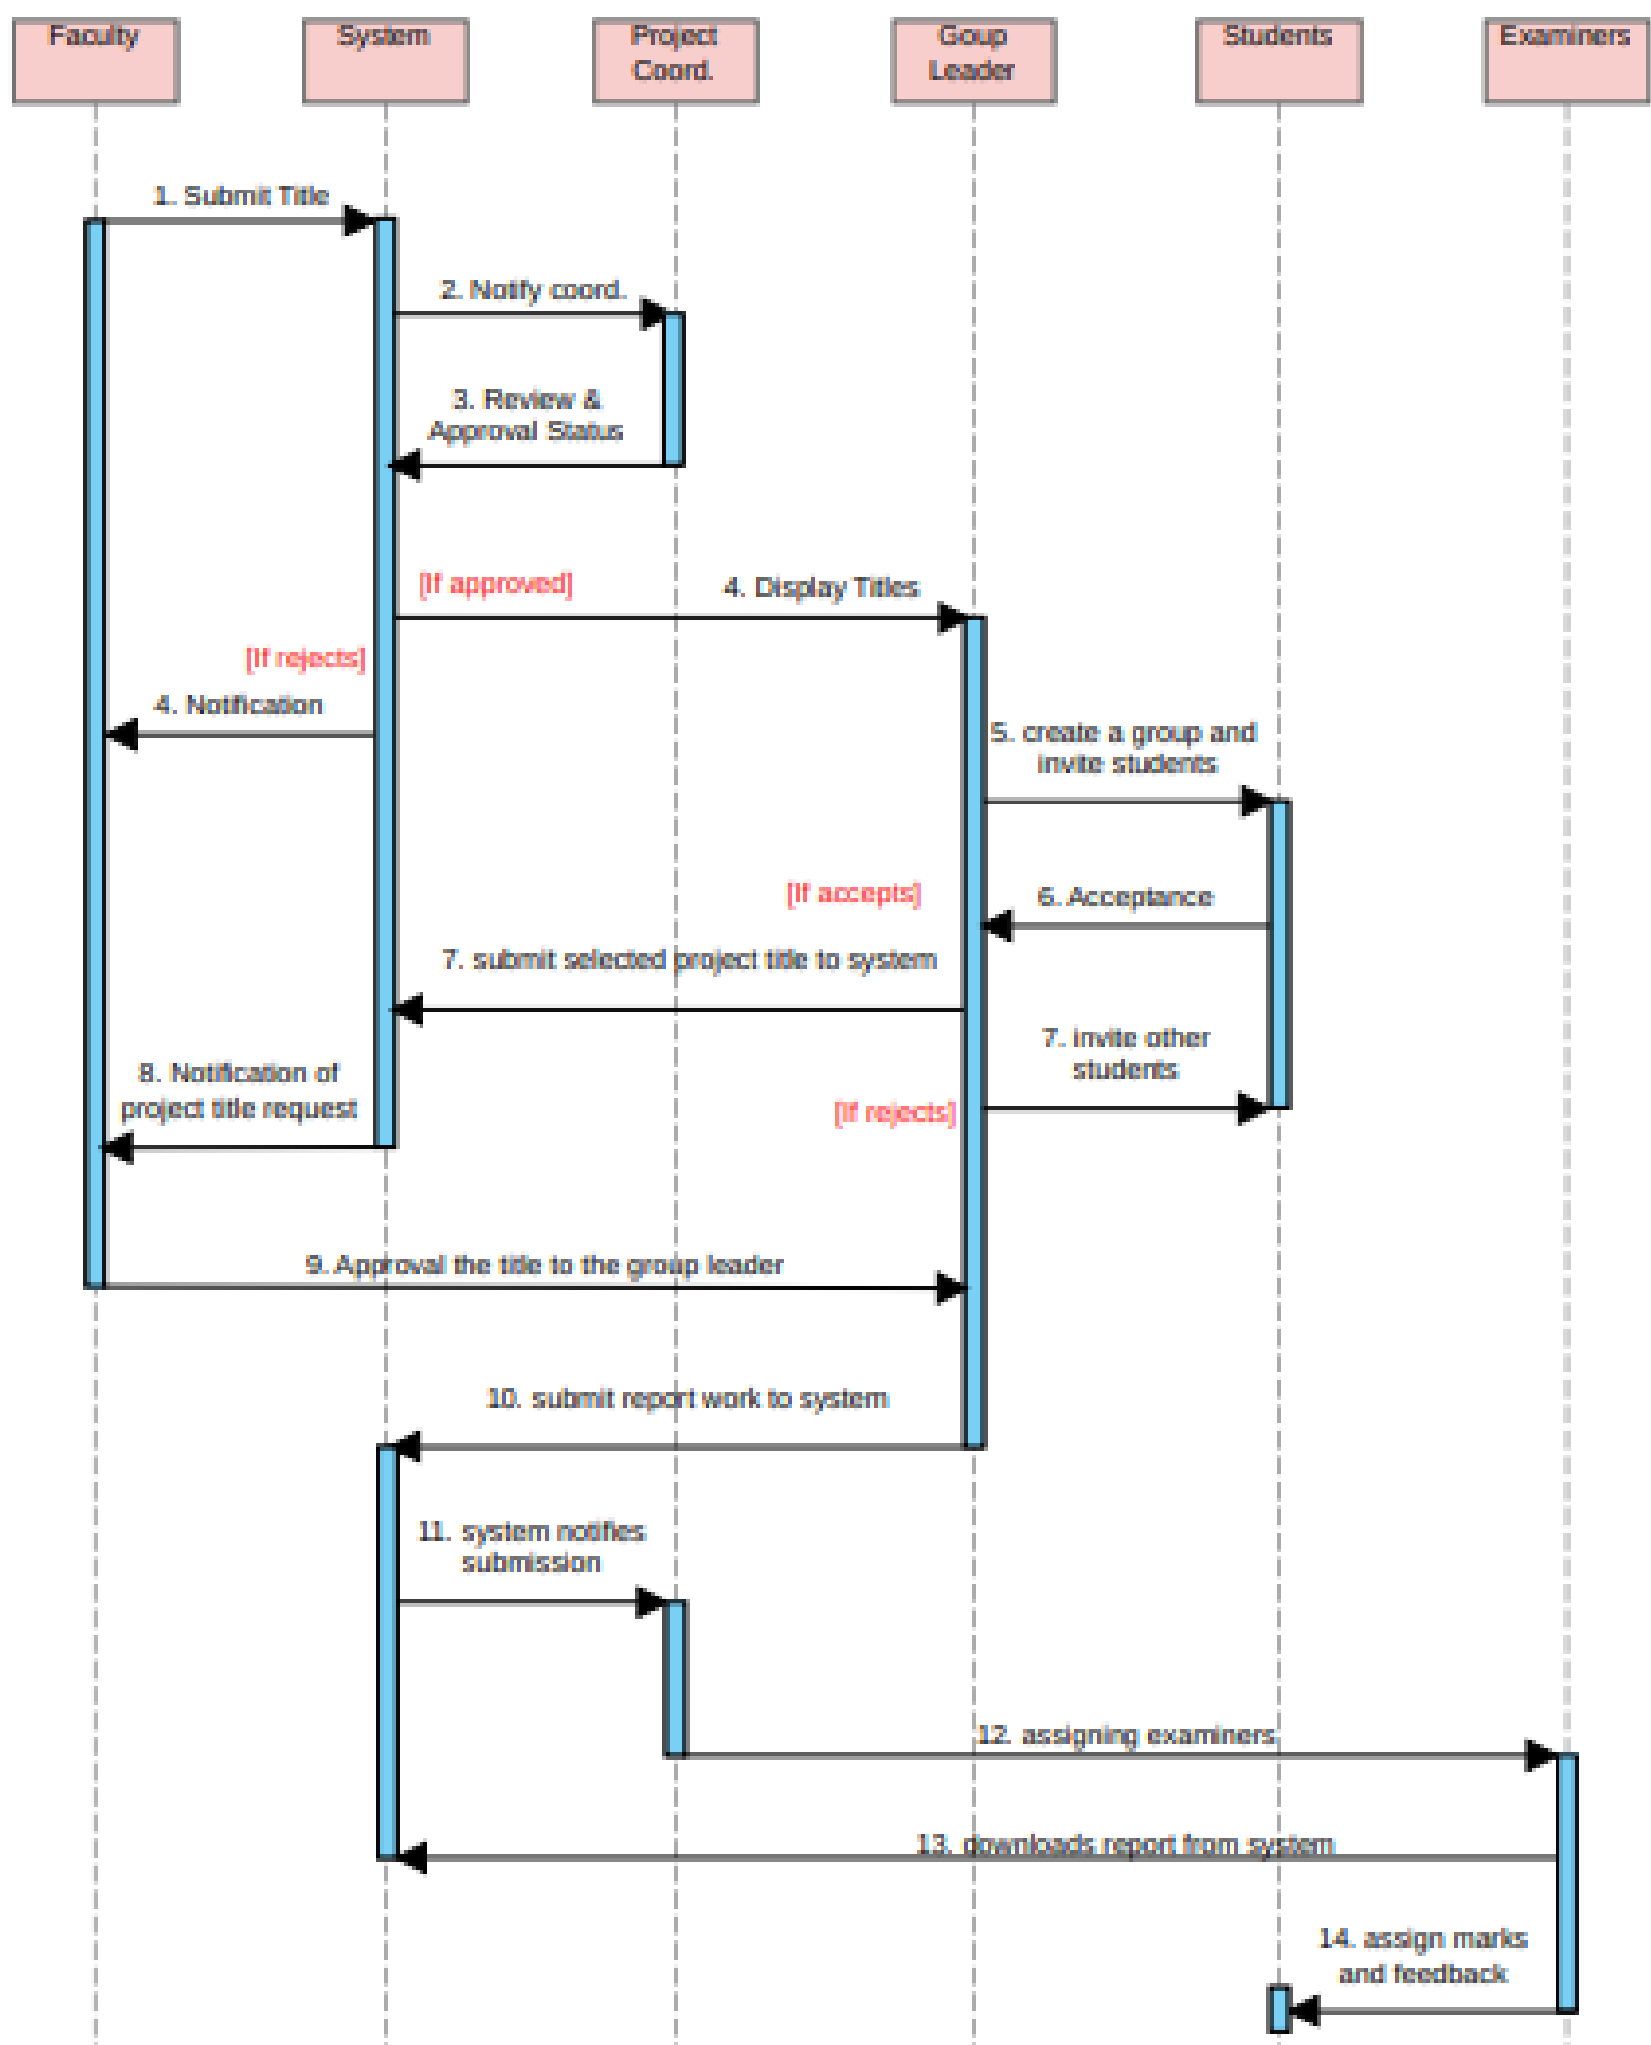 Faculty
System
Project
Coord.
Goup
Leader
Students
Examiners
1. Submit Title
2. Notify coord.
3. Review &
Approval Status
[If approved]
4. Display Titles
[If rejects]
4. Notification
5. create a group and
invite students
[If accepts]
6. Acceptance
7. submit selected project title to system
7. invite other
students
8. Notification of
project title request
[If rejects]
9. Approval the title to the group leader
10. submit report work to system
11. system notifies
submission
12. assigning examiners
13. downloads report from system
14. assign marks
and feedback